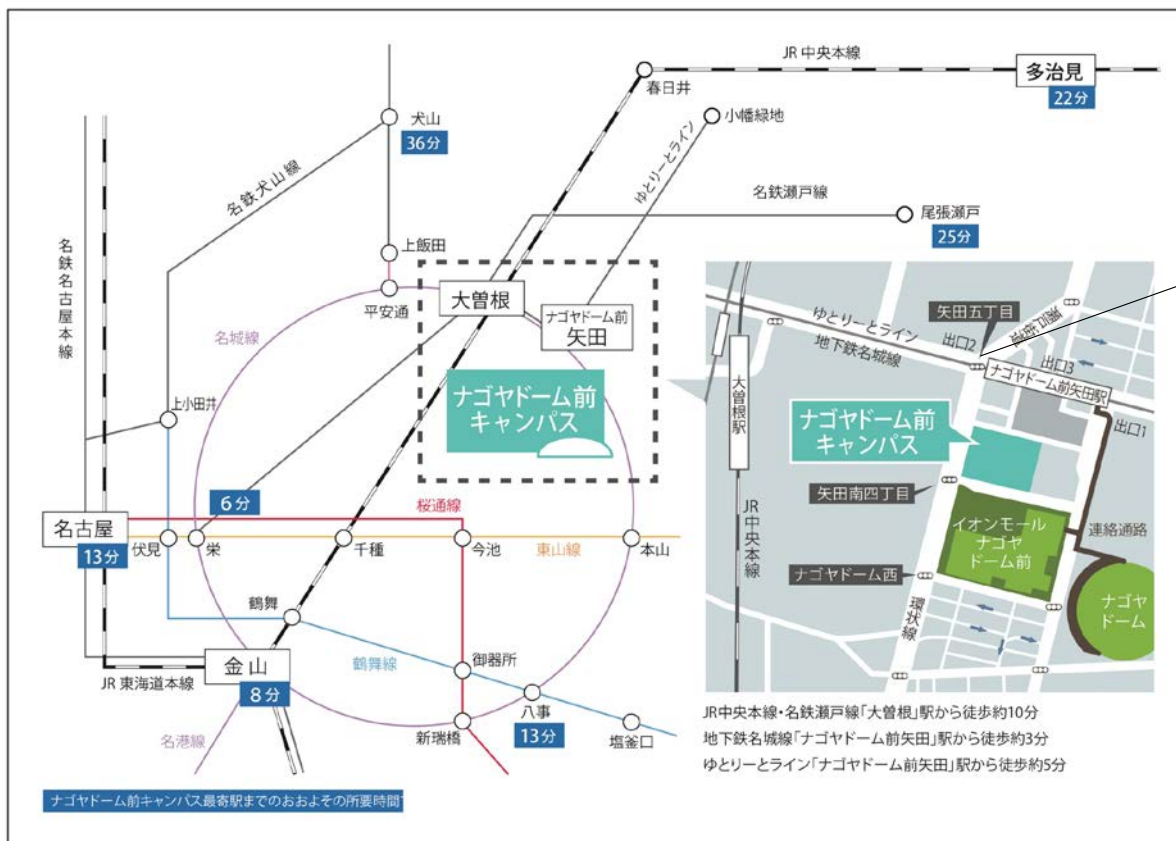 JR中央本線
多治見
22分
春日井
小幡緑地
犬山
36分
ゆとりーとライン
名鉄犬山線
名鉄瀬戸線
尾張瀬戸
25分
名鉄名古屋本線
上飯田
大曽根
平安通
ナゴヤドーム前
矢田
名城線
ナゴヤドーム前
キャンパス
上小田井
6分
桜通線
名古屋
13分
伏見
栄
千種
今池
東山線
本山
鶴舞
金山
8分
JR東海道本線
鶴舞線
御器所
八事
13分
名港線
新瑞橋
塩釜口
ナゴヤドーム前キャンパス最寄駅までのおおよその所要時間
矢田五丁目
ゆとりーとライン
地下鉄名城線
出口2
瀬戸街道
出口3
ナゴヤドーム前矢田駅
出口1
大曽根駅
ナゴヤドーム前
キャンパス
矢田南四丁目
JR中央本線
イオンモール
ナゴヤ
ドーム前
連絡通路
ナゴヤドーム西
環状線
ナゴヤ
ドーム
JR中央本線・名鉄瀬戸線「大曽根」駅から徒歩約10分
地下鉄名城線「ナゴヤドーム前矢田」駅から徒歩約3分
ゆとりーとライン「ナゴヤドーム前矢田」駅から徒歩約5分